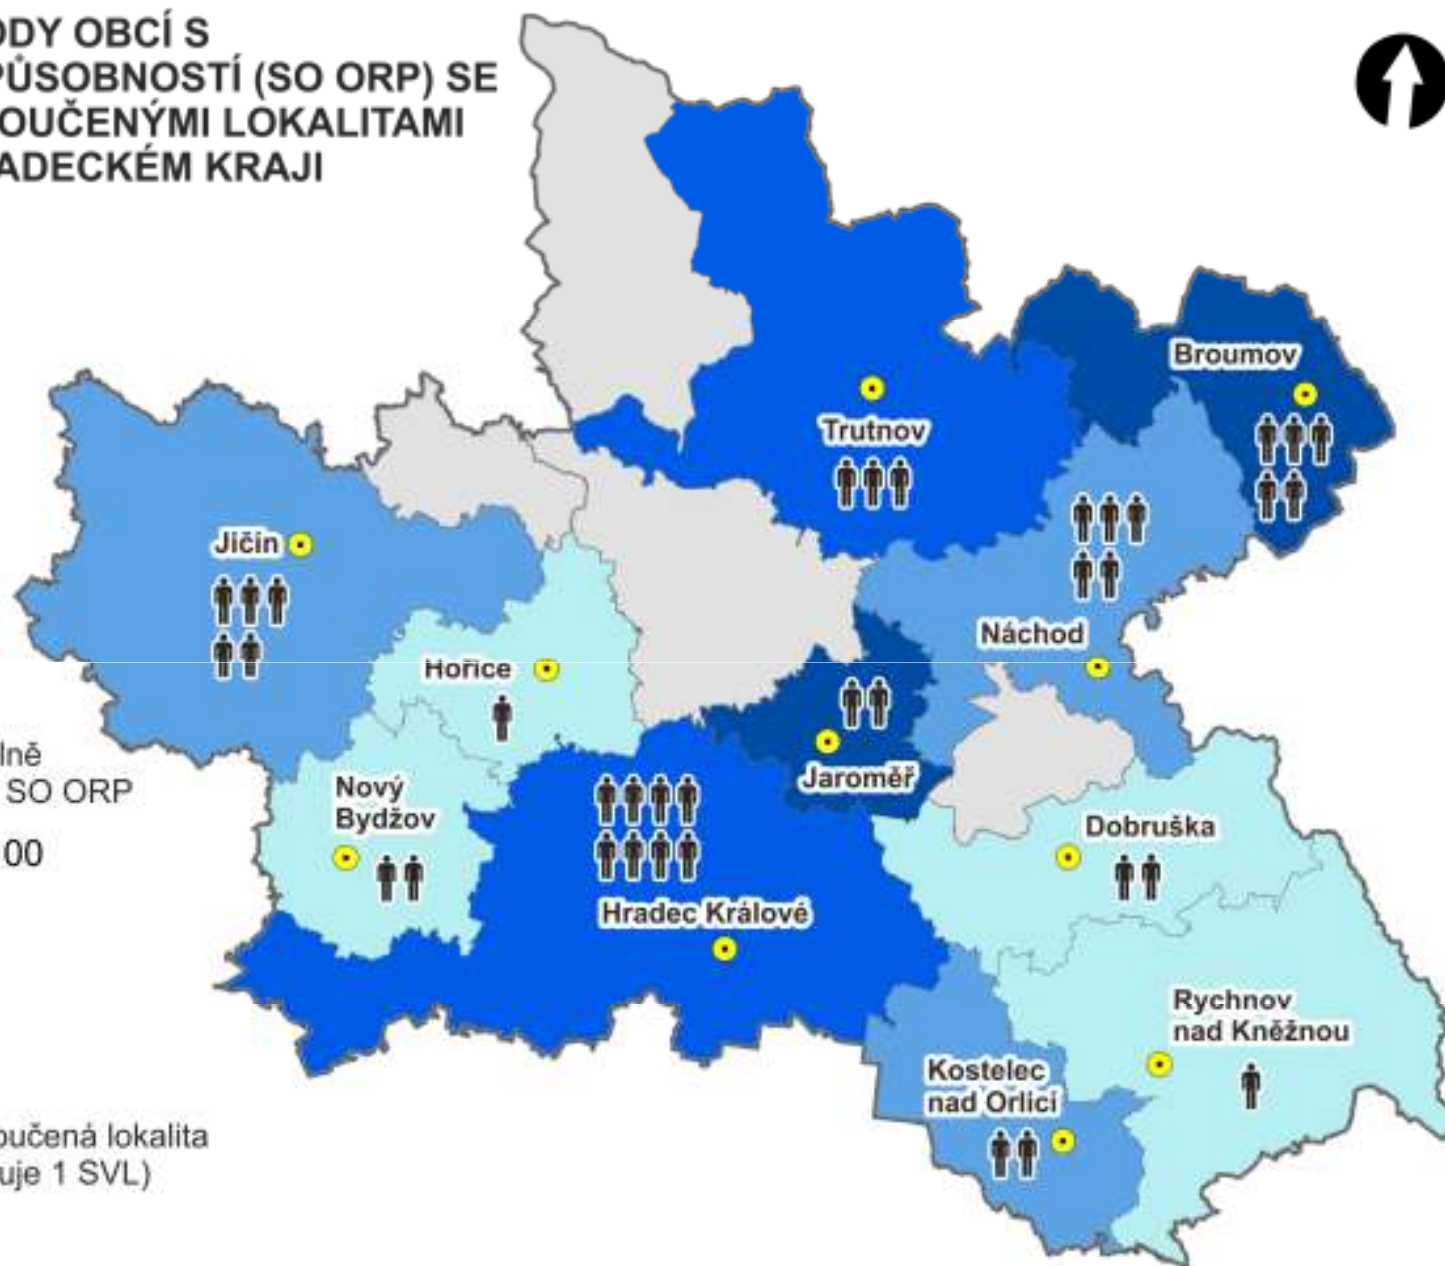 ODY OBCÍ S
PŮSOBNOSTÍ (SO ORP) SE
OUČENÝMI LOKALITAMI
ADECKÉM KRAJI
Broumov
Trutnov
Jičín
Náchod
Hořice
lně
SO ORP
00
Nový
Bydžov
Jaroměř
Dobruška
Hradec Králové
Rychnov
nad Kněžnou
Kostelec
nad Orlicí
oučená lokalita
uje 1 SVL)